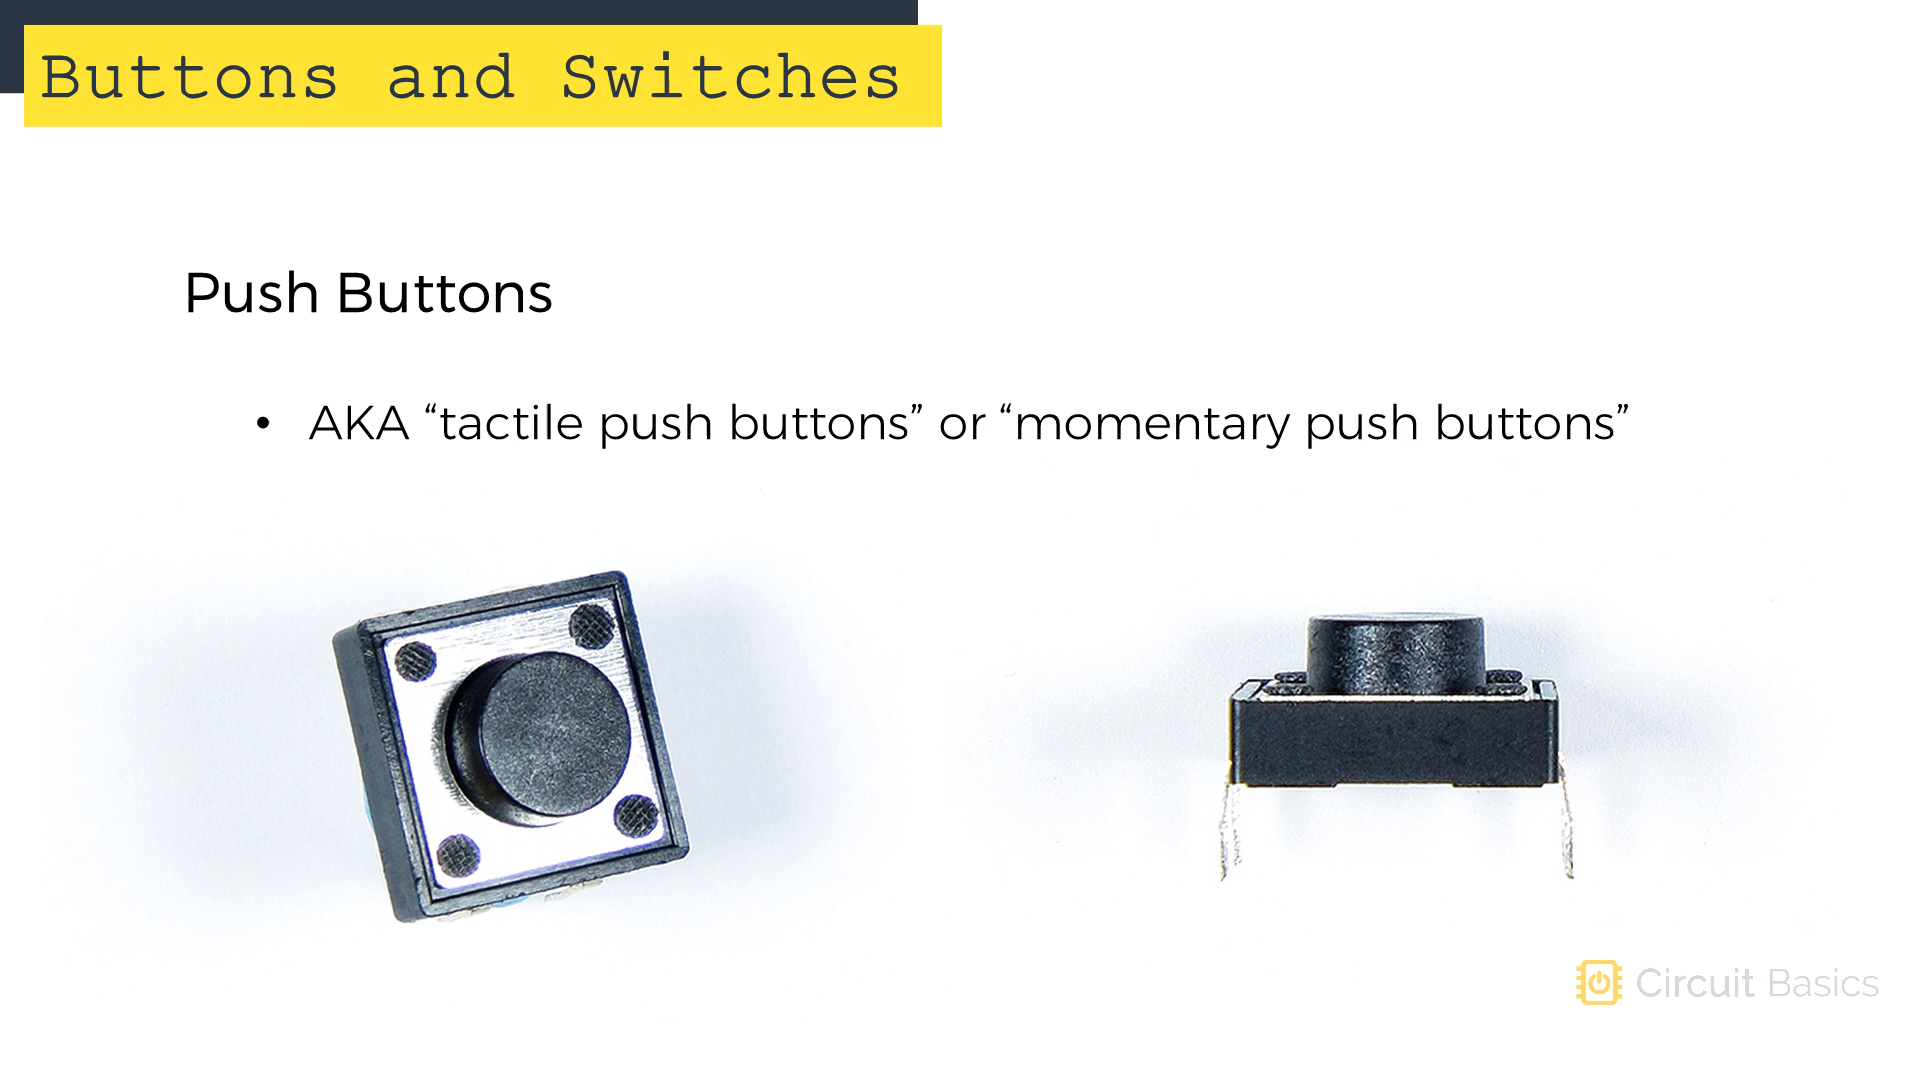 Buttons and Switches
Push Buttons
• AKA “tactile push buttons” or “momentary push buttons”
Circuit Basics